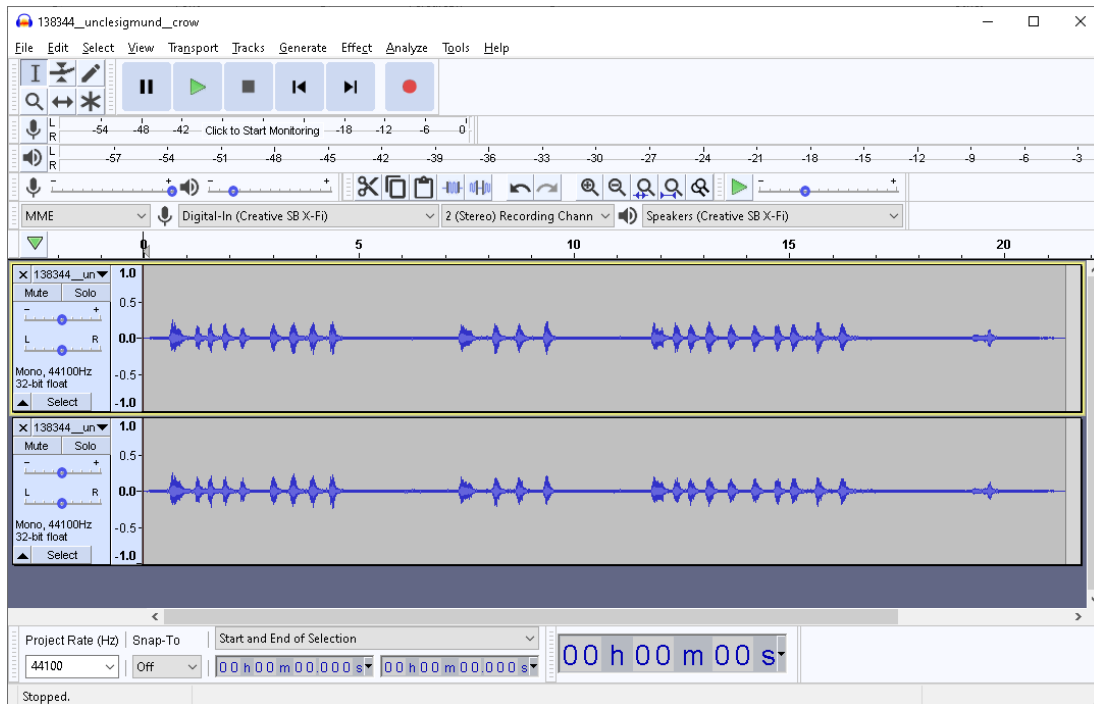 138344__unclesigmund__crow
File Edit Select View Transport Tracks Generate Effect Analyze Tools Help
L
R
-54 -48 -42 Click to Start Monitoring -18 -12 -6 0
L
R
-57 -54 -51 -48 -45 -42 -39 -36 -33 -30 -27 -24 -21 -18 -15 -12 -9 -6 -3
- + - + - +
MME Digital-In (Creative SB X-Fi) 2 (Stereo) Recording Chann Speakers (Creative SB X-Fi)
0 5 10 15 20
138344__un 1.0
Mute Solo
0.5
- +
L R 0.0
Mono, 44100Hz
32-bit float
-0.5
Select -1.0
138344__un 1.0
Mute Solo
0.5
- +
L R 0.0
Mono, 44100Hz
32-bit float
-0.5
Select -1.0
Project Rate (Hz) Snap-To Start and End of Selection
44100 Off 00 h 00 m 00.000 s 00 h 00 m 00.000 s 00 h 00 m 00 s
Stopped.